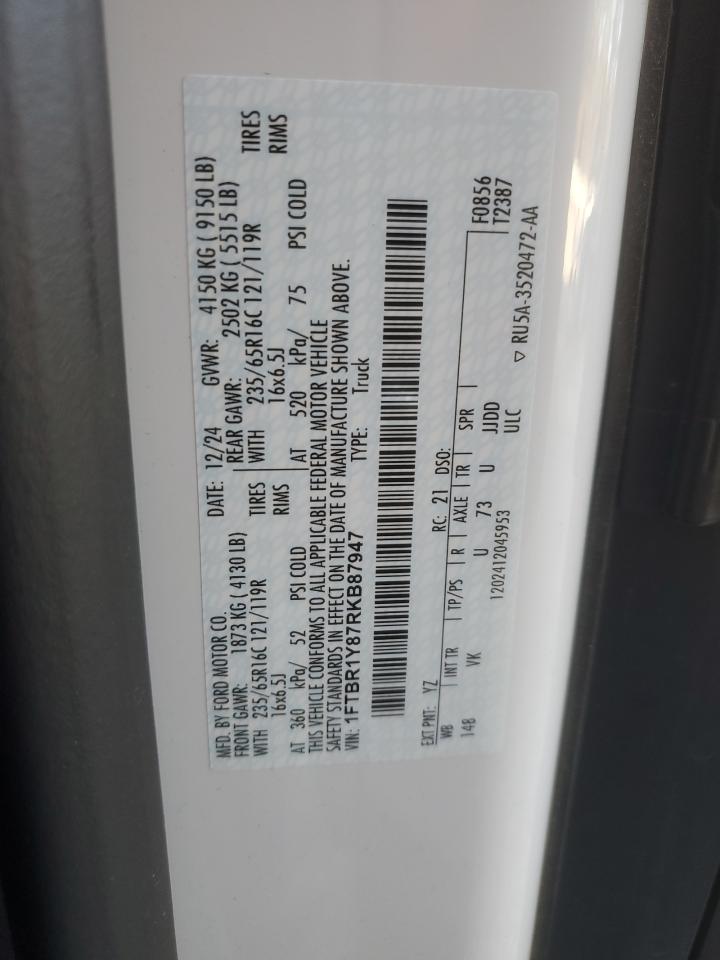 MFD. BY FORD MOTOR CO.
DATE: 12/24 GVWR: 4150 KG ( 9150 LB)
FRONT GAWR: 1873 KG ( 4130 LB)
REAR GAWR: 2502 KG ( 5515 LB)
WITH 235/65R16C 121/119R TIRES
WITH 235/65R16C 121/119R TIRES
16x6.5J RIMS
16x6.5J RIMS
AT 360 kPa/ 52 PSI COLD
AT 520 kPa/ 75 PSI COLD
THIS VEHICLE CONFORMS TO ALL APPLICABLE FEDERAL MOTOR VEHICLE
SAFETY STANDARDS IN EFFECT ON THE DATE OF MANUFACTURE SHOWN ABOVE.
VIN: 1FTBR1Y87RKB87947 TYPE: Truck
EXT PNT: YZ RC: 21 DSO:
F0856
T2387
WB INT TR TP/PS R AXLE TR SPR
148 VK U 73 U JJDD
1202412045953 ULC
▽ RU5A-3520472-AA